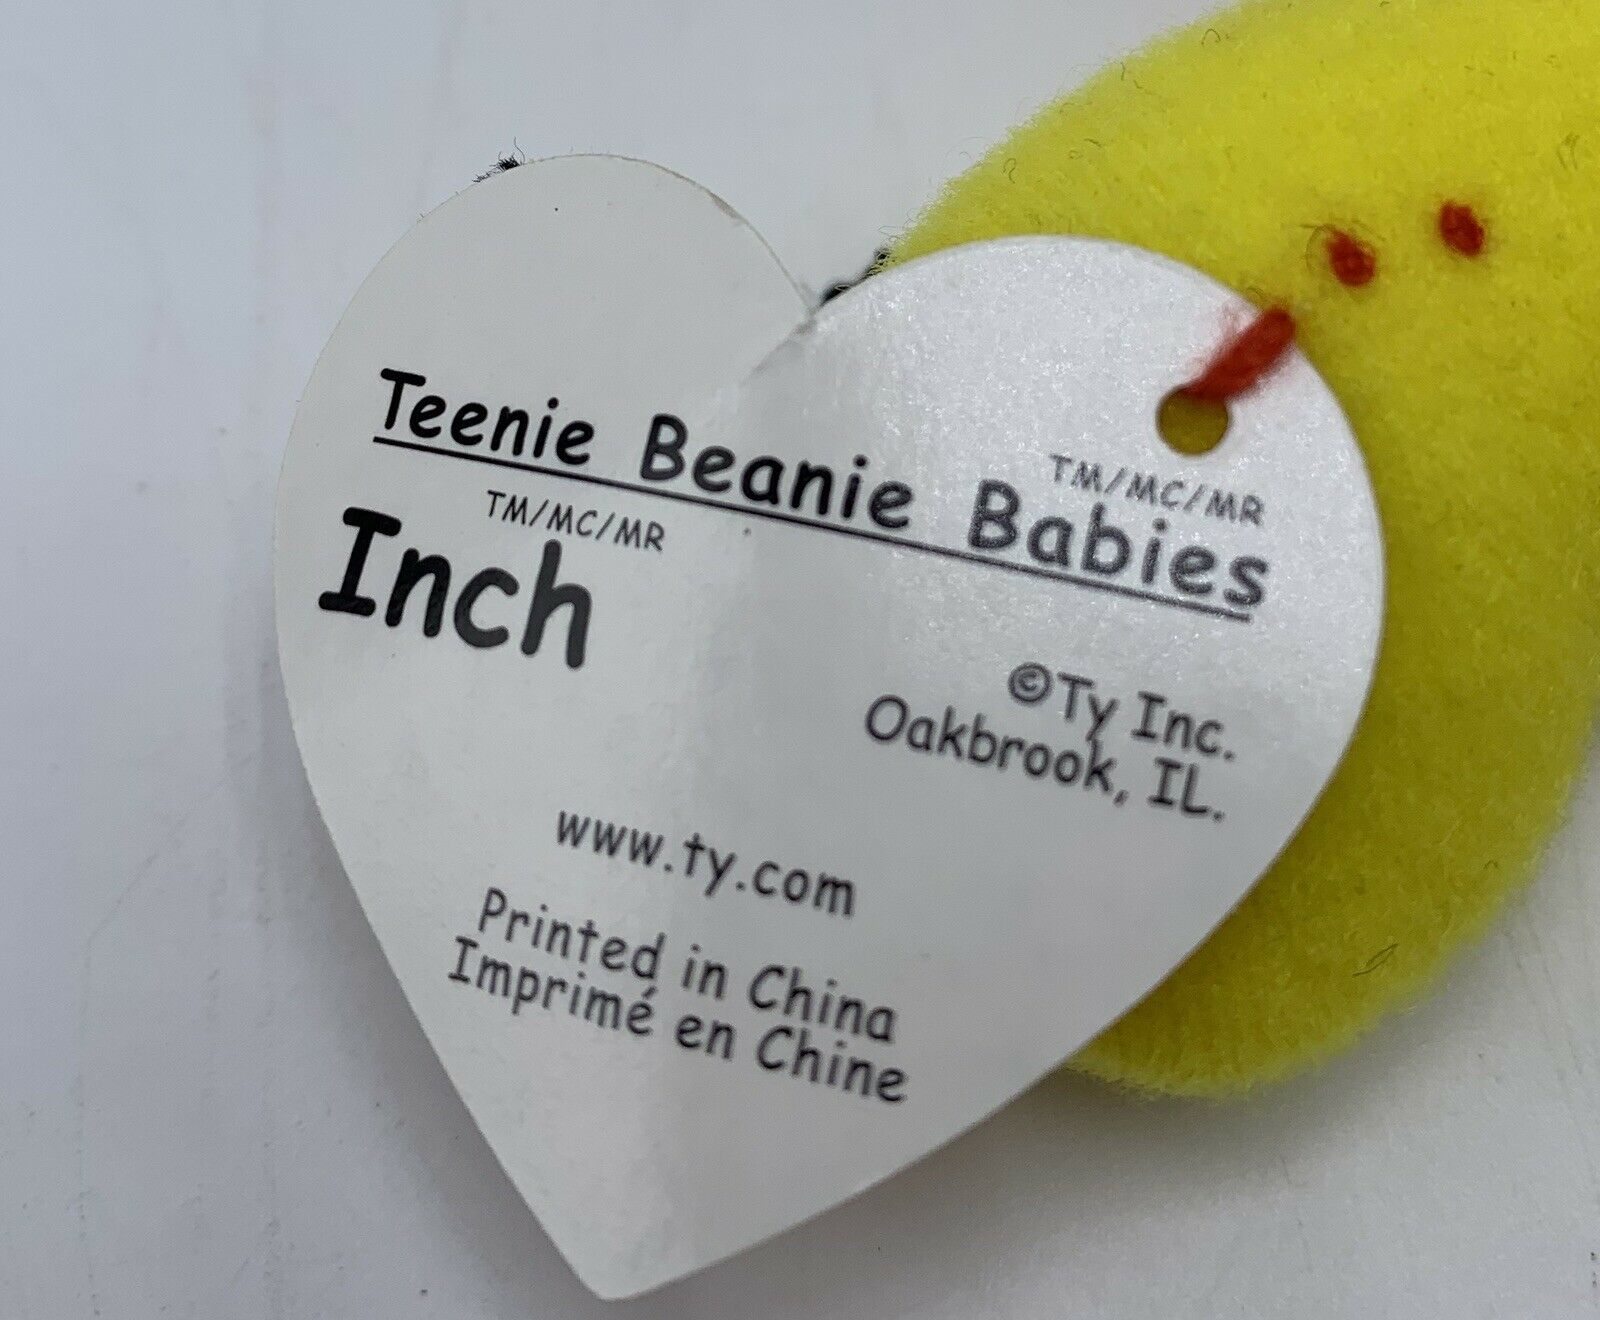 Teenie Beanie Babies TM/MC/MR
Inch TM/MC/MR
©Ty Inc.
Oakbrook, IL.
www.ty.com
Printed in China
Imprimé en Chine